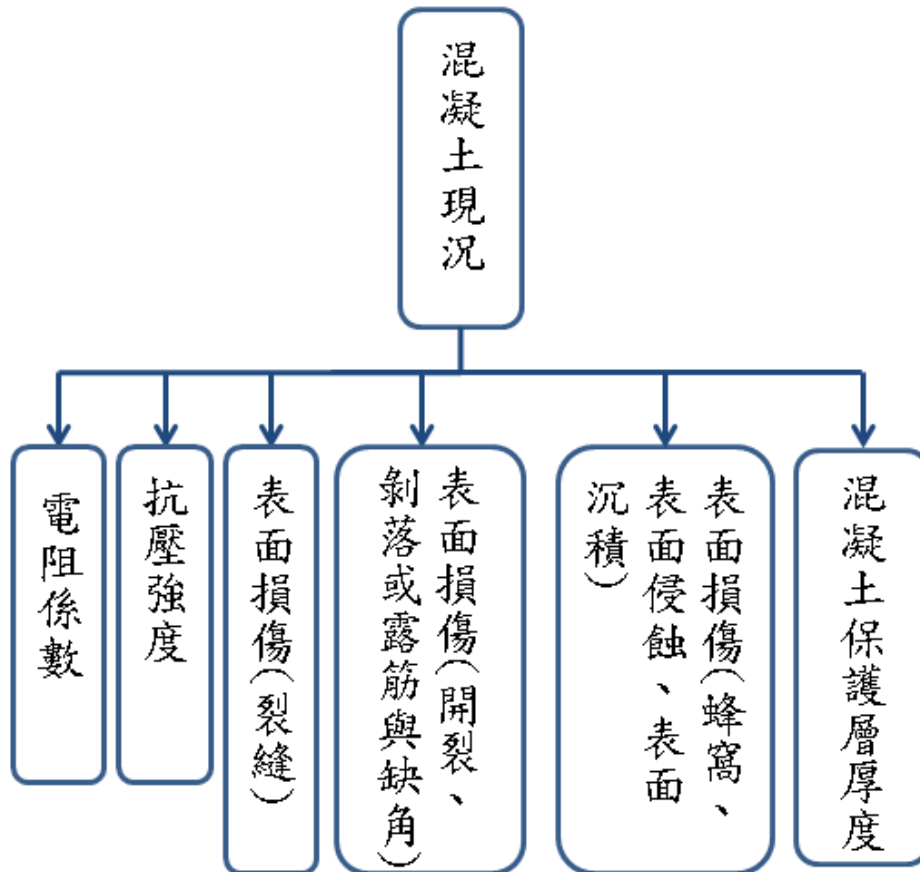 混凝土現況
電阻係數
抗壓強度
表面損傷(裂縫)
表面損傷(開裂、
剝落或露筋與缺角)
表面損傷(蜂窩、
表面侵蝕、表面
沉積)
混凝土保護層厚度